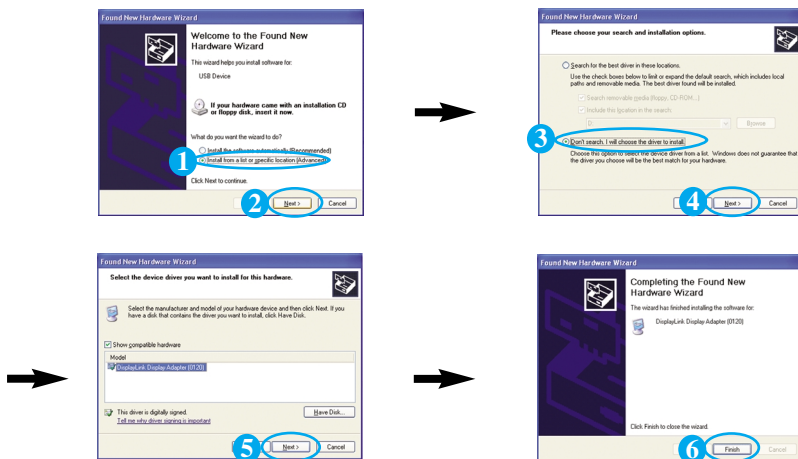 Found New Hardware Wizard
Welcome to the Found New
Hardware Wizard
This wizard helps you install software for:
USB Device
If your hardware came with an installation CD
or floppy disk, insert it now.
What do you want the wizard to do?
Install the software automatically (Recommended)
1
Install from a list or specific location (Advanced)
Click Next to continue.
2
Next >
Cancel
Found New Hardware Wizard
Please choose your search and installation options.
Search for the best driver in these locations.
Use the check boxes below to limit or expand the default search, which includes local
paths and removable media. The best driver found will be installed.
Search removable media (floppy, CD-ROM...)
Include this location in the search:
D:
Browse
3
Don't search. I will choose the driver to install.
Choose this option to select the device driver from a list. Windows does not guarantee that
the driver you choose will be the best match for your hardware.
4
Next >
Cancel
Found New Hardware Wizard
Select the device driver you want to install for this hardware.
Select the manufacturer and model of your hardware device and then click Next. If you
have a disk that contains the driver you want to install, click Have Disk.
Show compatible hardware
Model
DisplayLink Display Adapter (0120)
This driver is digitally signed.
Have Disk...
Tell me why driver signing is important
5
Next >
Cancel
Found New Hardware Wizard
Completing the Found New
Hardware Wizard
The wizard has finished installing the software for:
DisplayLink Display Adapter (0120)
Click Finish to close the wizard.
6
Finish
Cancel